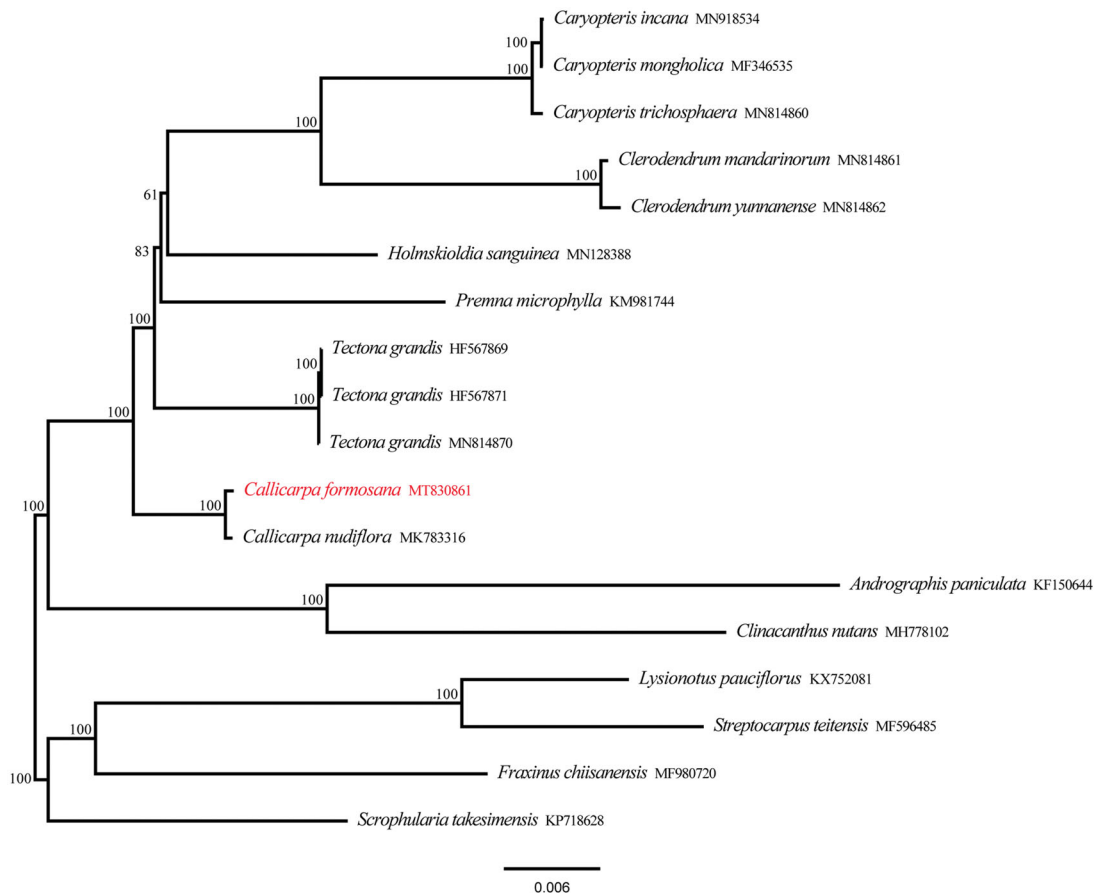 Caryopteris incana MN918534
100
Caryopteris mongholica MF346535
100
Caryopteris trichosphaera MN814860
100
Clerodendrum mandarinorum MN814861
100
61
Clerodendrum yunnanense MN814862
83
Holmskioldia sanguinea MN128388
Premna microphylla KM981744
100
Tectona grandis HF567869
100
Tectona grandis HF567871
100
100
Tectona grandis MN814870
Callicarpa formosana MT830861
100
100
Callicarpa nudiflora MK783316
Andrographis paniculata KF150644
100
Clinacanthus nutans MH778102
Lysionotus pauciflorus KX752081
100
100
Streptocarpus teitensis MF596485
100
Fraxinus chiisanensis MF980720
Scrophularia takesimensis KP718628
0.006